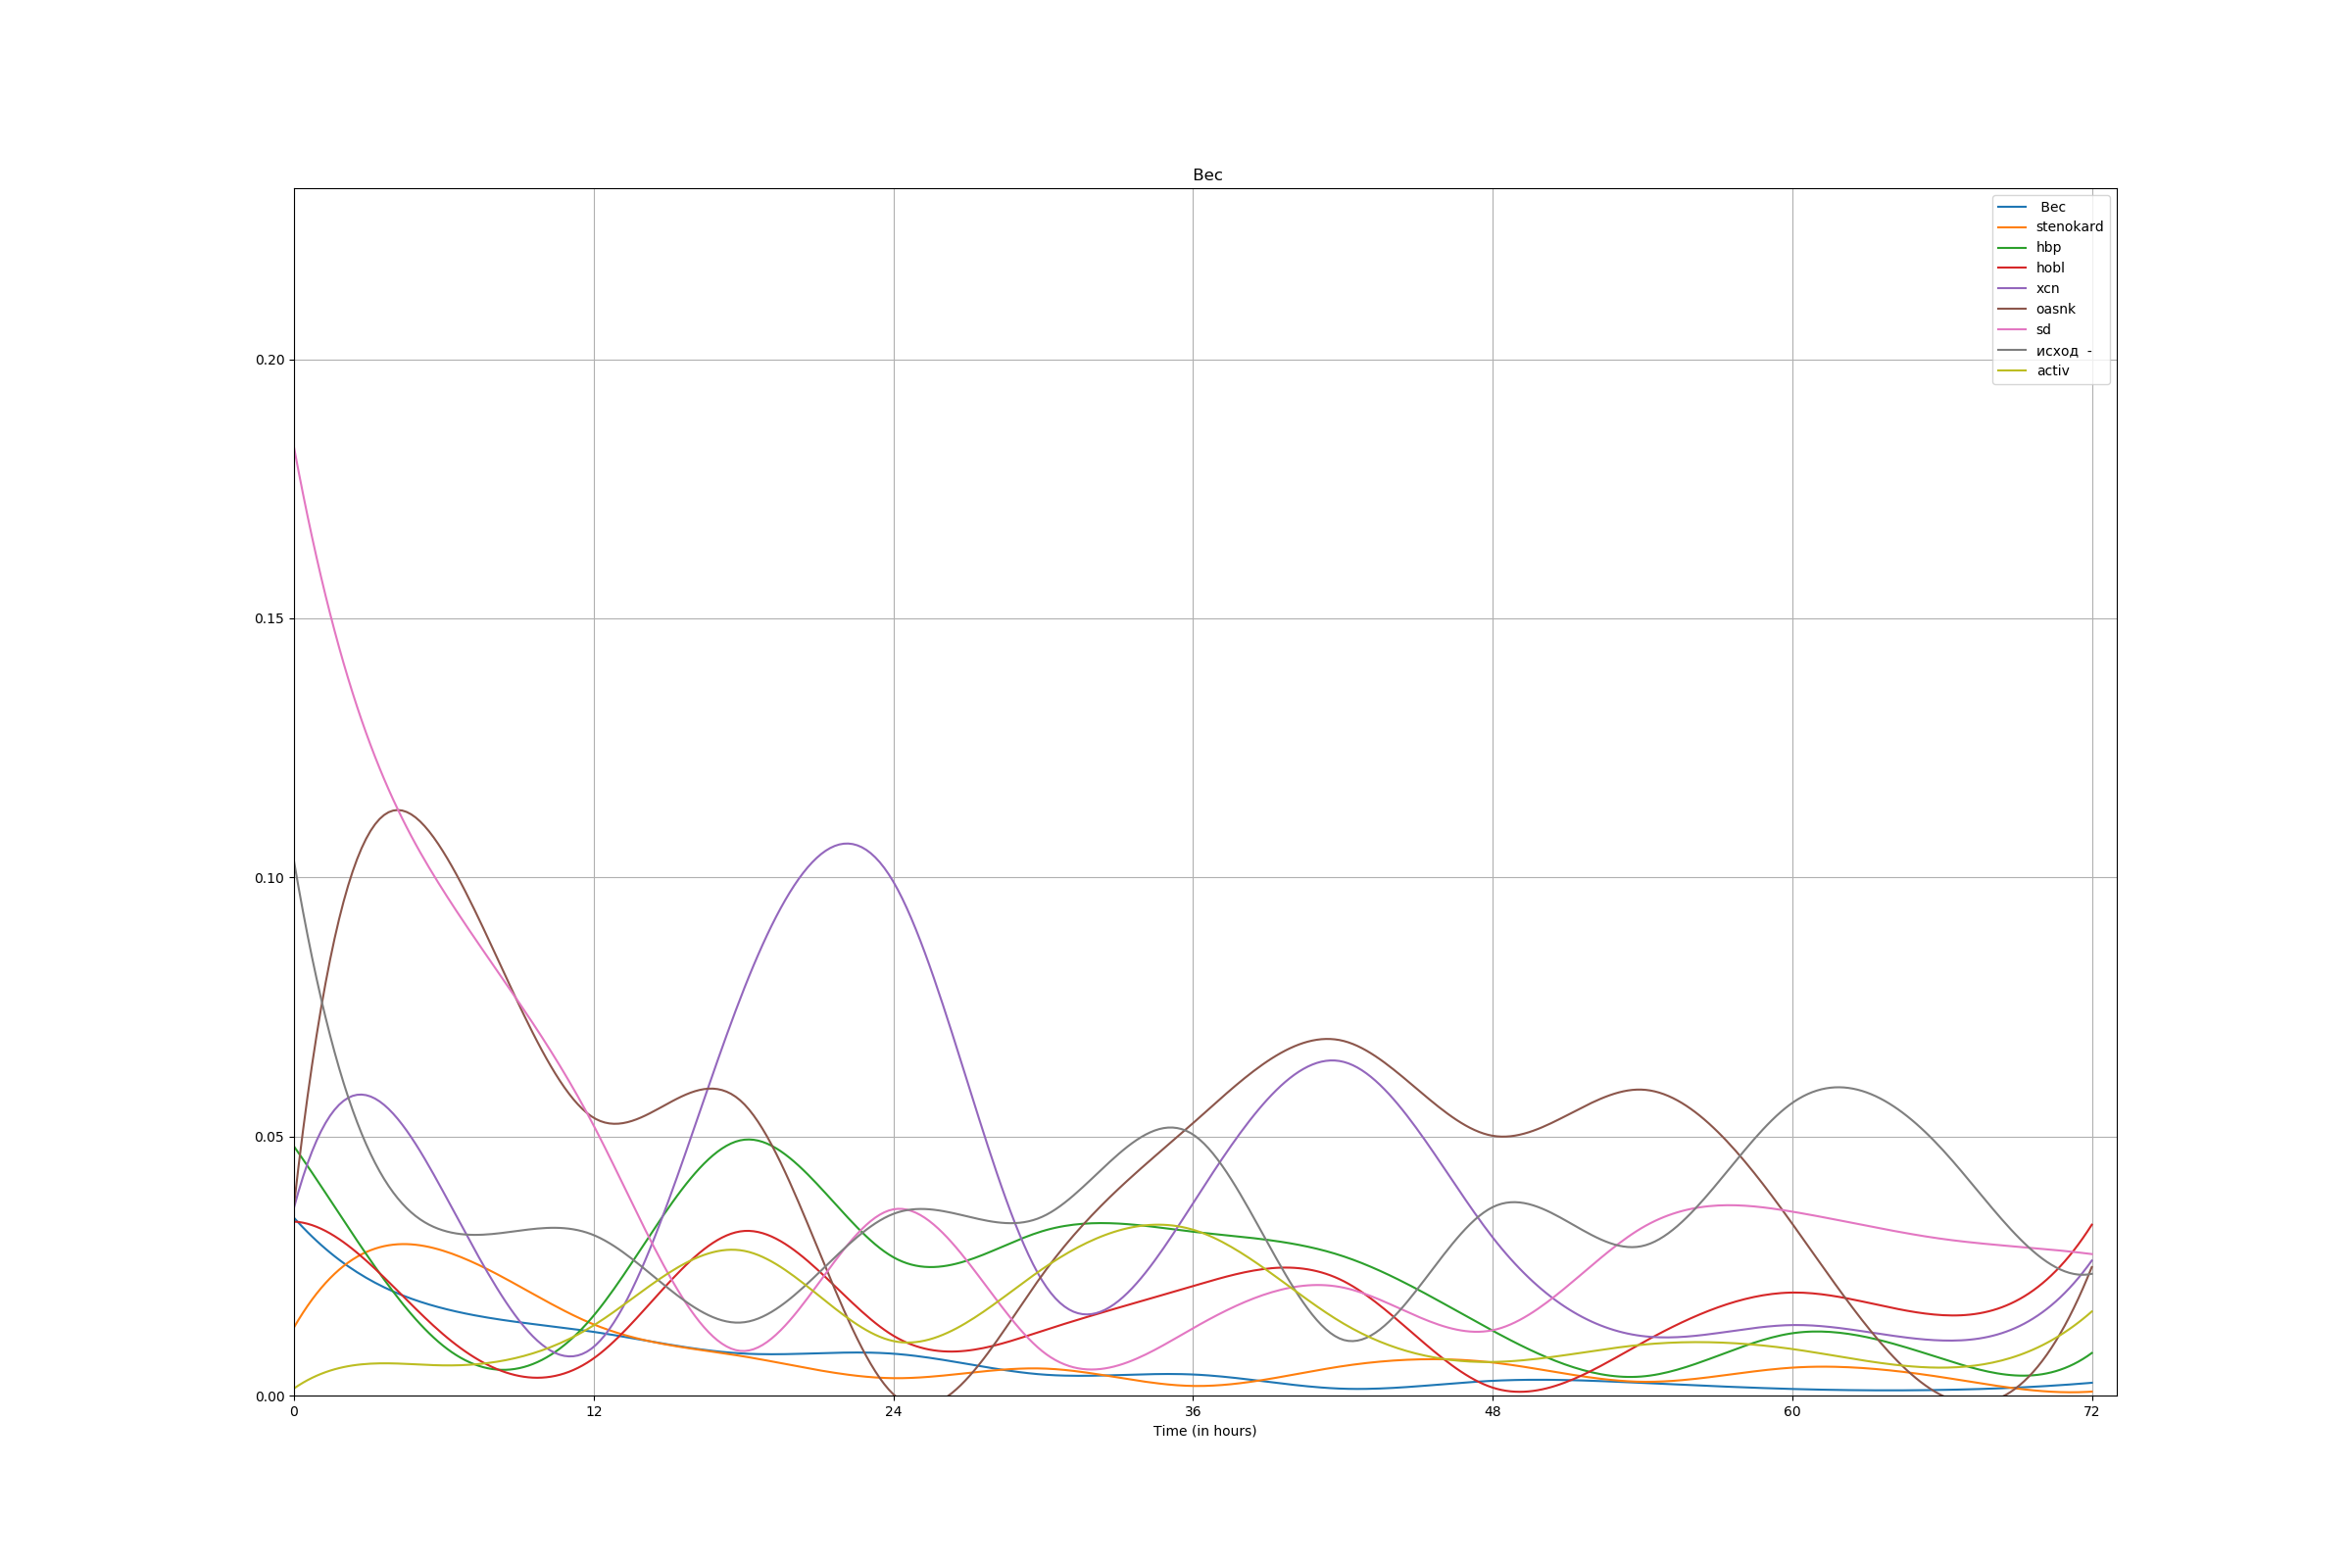 Вес
Вес
stenokard
hbp
hobl
xcn
oasnk
sd
исход -
activ
0.20
0.15
0.10
0.05
0.00
0 12 24 36 48 60 72
Time (in hours)